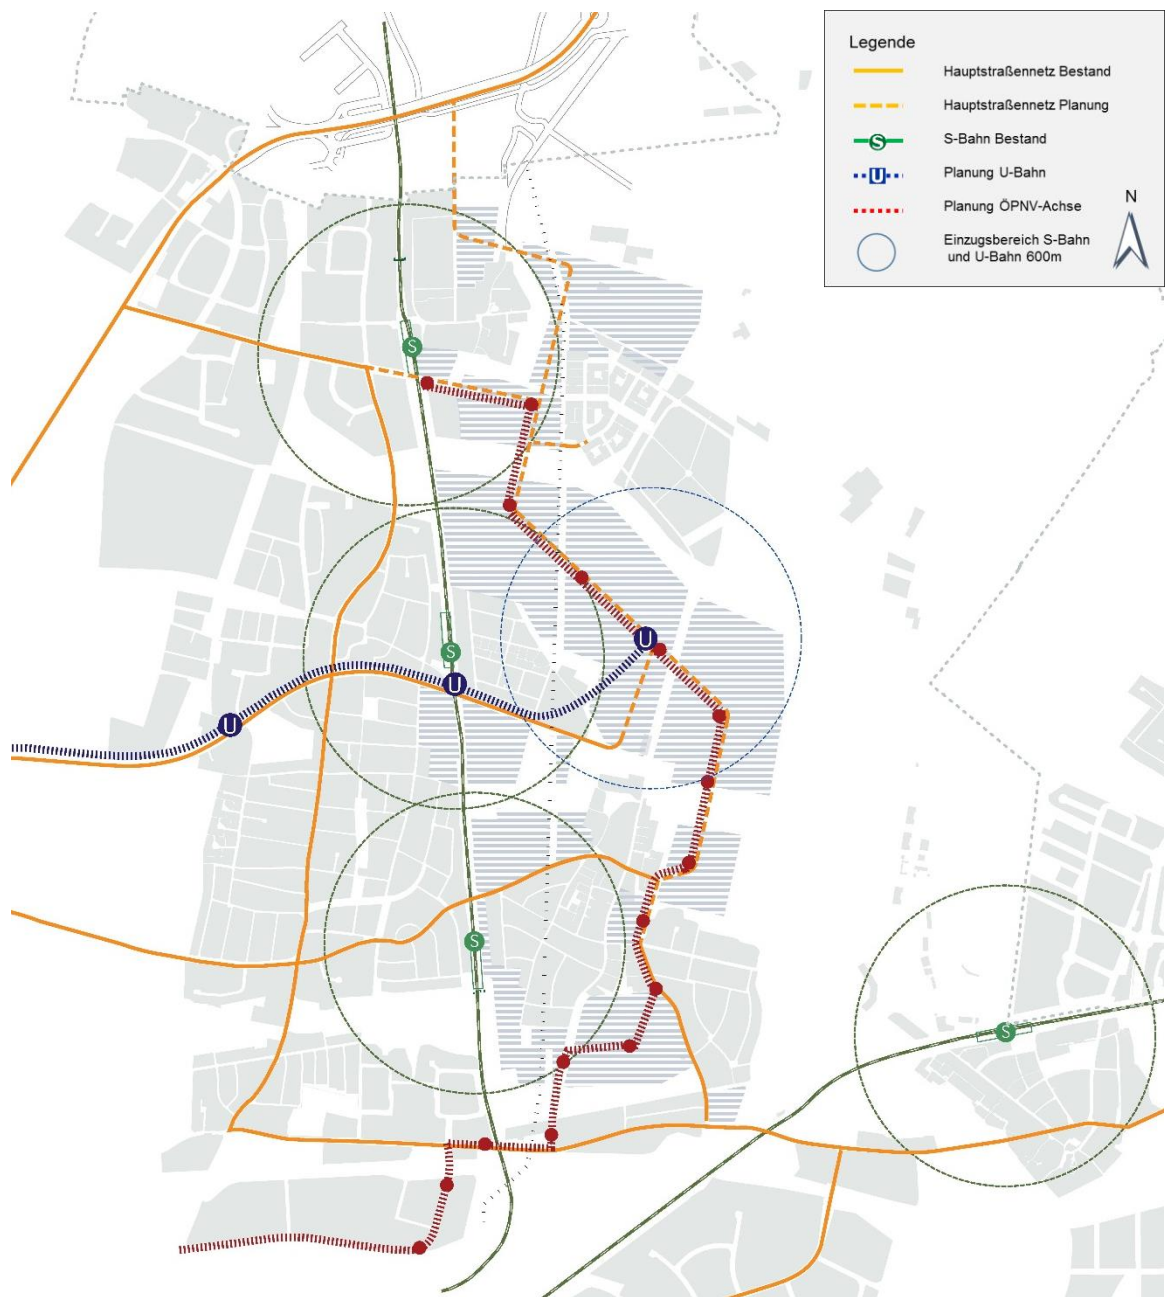 Legende
Hauptstraßennetz Bestand
Hauptstraßennetz Planung
S
S-Bahn Bestand
U
Planung U-Bahn
Planung ÖPNV-Achse
Einzugsbereich S-Bahn
und U-Bahn 600m
N
S
U
S
U
U
S
S